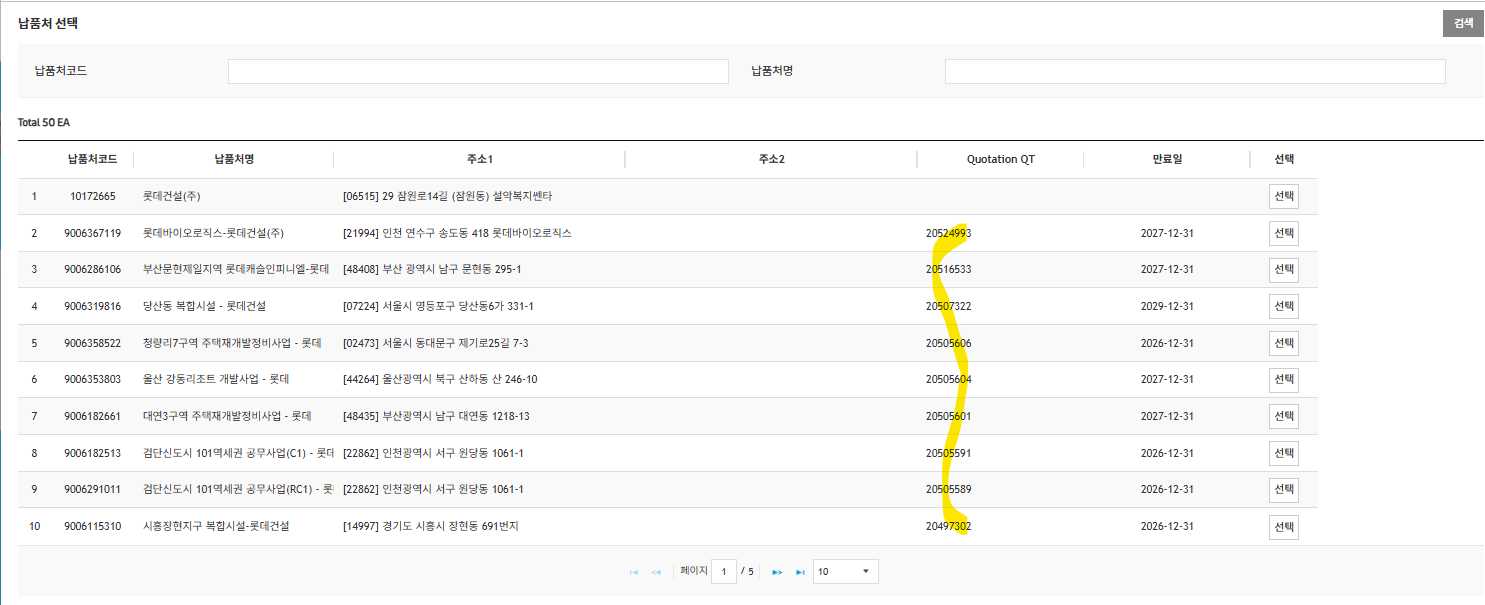 납품처 선택
검색
납품처코드 납품처명
Total 50 EA
납품처코드 납품처명 주소1 주소2 Quotation QT 만료일 선택
1 10172665 롯데건설(주) [06515] 29 잠원로14길 (잠원동) 설악복지쎈타 선택
2 9006367119 롯데바이오로직스-롯데건설(주) [21994] 인천 연수구 송도동 418 롯데바이오로직스 20524993 2027-12-31 선택
3 9006286106 부산문현제일지역 롯데캐슬인피니엘-롯데 [48408] 부산 광역시 남구 문현동 295-1 20516533 2027-12-31 선택
4 9006319816 당산동 복합시설 - 롯데건설 [07224] 서울시 영등포구 당산동6가 331-1 20507322 2029-12-31 선택
5 9006358522 청량리7구역 주택재개발정비사업 - 롯데 [02473] 서울시 동대문구 제기로25길 7-3 20505606 2026-12-31 선택
6 9006353803 울산 강동리조트 개발사업 - 롯데 [44264] 울산광역시 북구 산하동 산 246-10 20505604 2027-12-31 선택
7 9006182661 대연3구역 주택재개발정비사업 - 롯데 [48435] 부산광역시 남구 대연동 1218-13 20505601 2027-12-31 선택
8 9006182513 검단신도시 101역세권 공무사업(C1) - 롯데 [22862] 인천광역시 서구 원당동 1061-1 20505591 2026-12-31 선택
9 9006291011 검단신도시 101역세권 공무사업(RC1) - 롯 [22862] 인천광역시 서구 원당동 1061-1 20505589 2026-12-31 선택
10 9006115310 시흥장현지구 복합시설-롯데건설 [14997] 경기도 시흥시 장현동 691번지 20497302 2026-12-31 선택
페이지 1 / 5 10